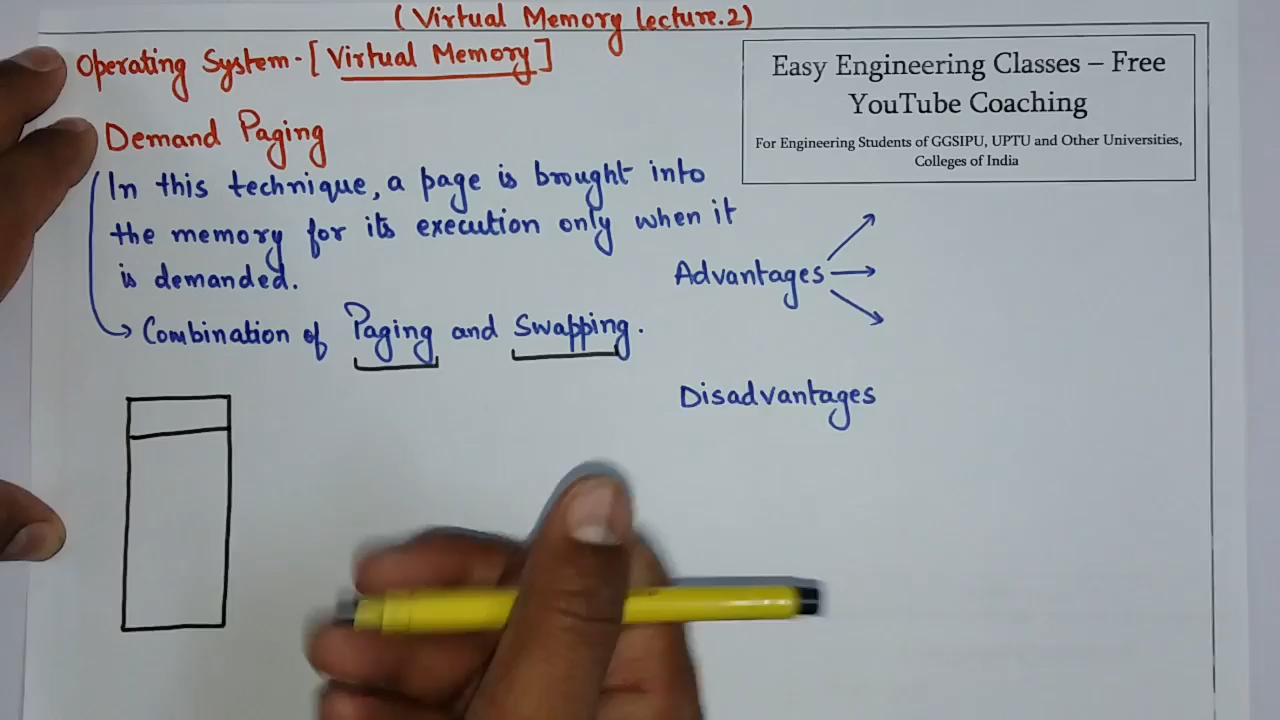 (Virtual Memory lecture.2)
Operating System-[Virtual Memory]
Easy Engineering Classes – Free
YouTube Coaching
For Engineering Students of GGSIPU, UPTU and Other Universities,
Colleges of India
Demand Paging
In this technique, a page is brought into
the memory for its execution only when it
is demanded.
Combination of Paging and Swapping.
Advantages
Disadvantages